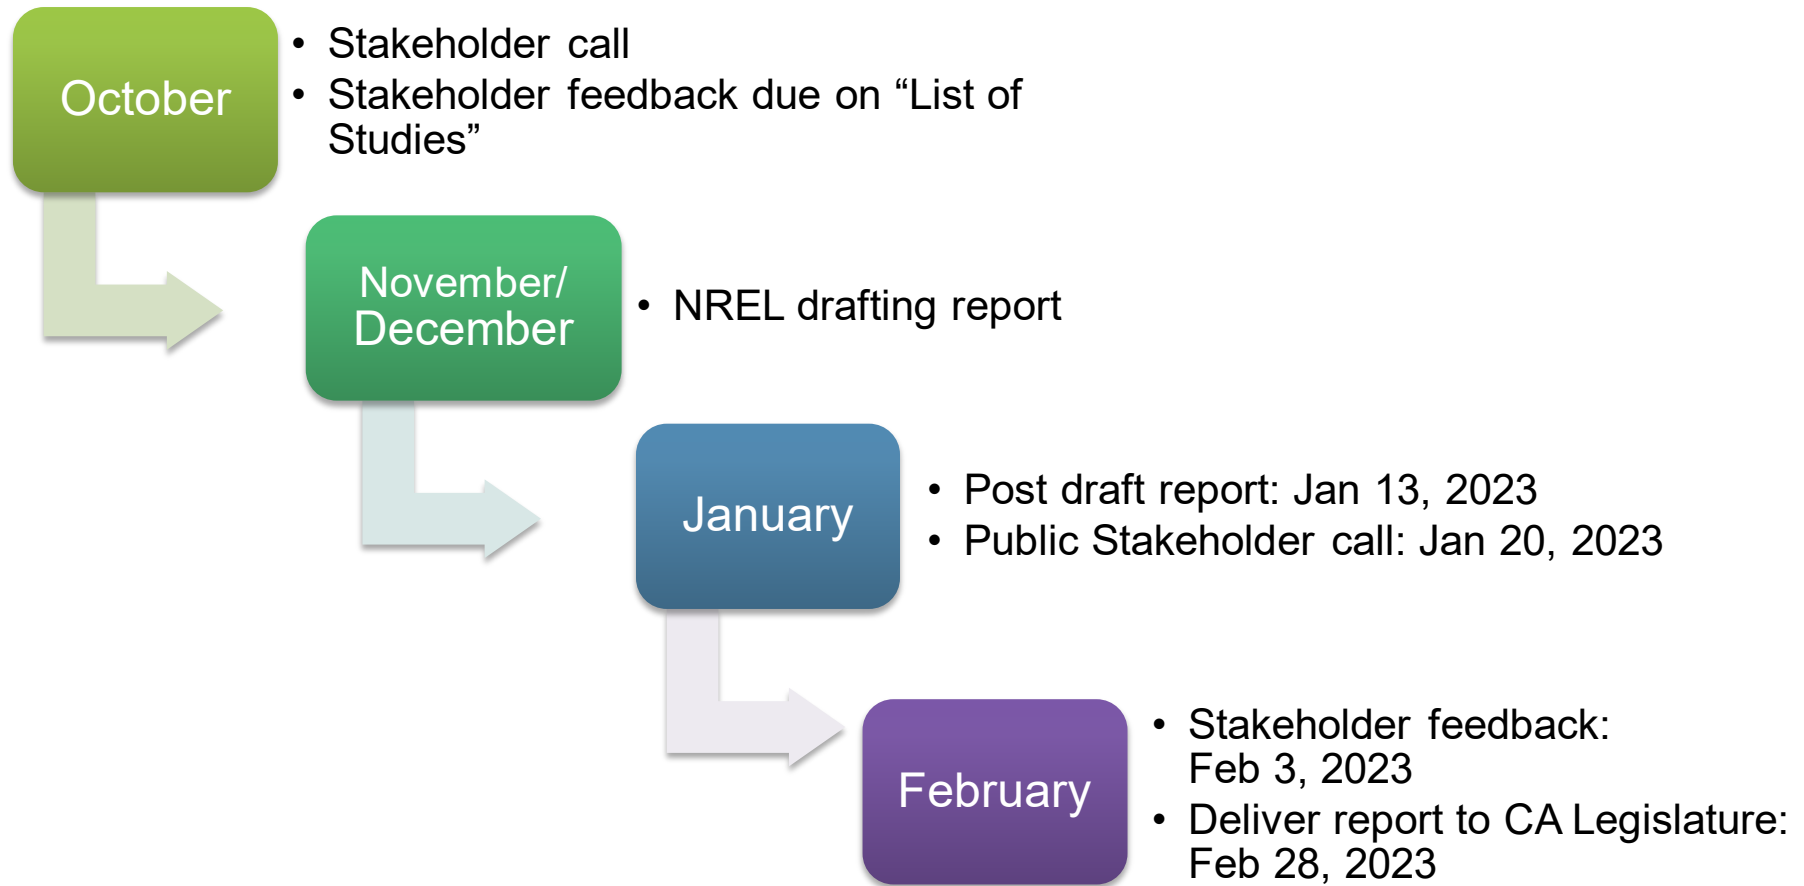 October
• Stakeholder call
• Stakeholder feedback due on “List of
Studies”
November/
December
• NREL drafting report
January
• Post draft report: Jan 13, 2023
• Public Stakeholder call: Jan 20, 2023
February
• Stakeholder feedback:
Feb 3, 2023
• Deliver report to CA Legislature:
Feb 28, 2023